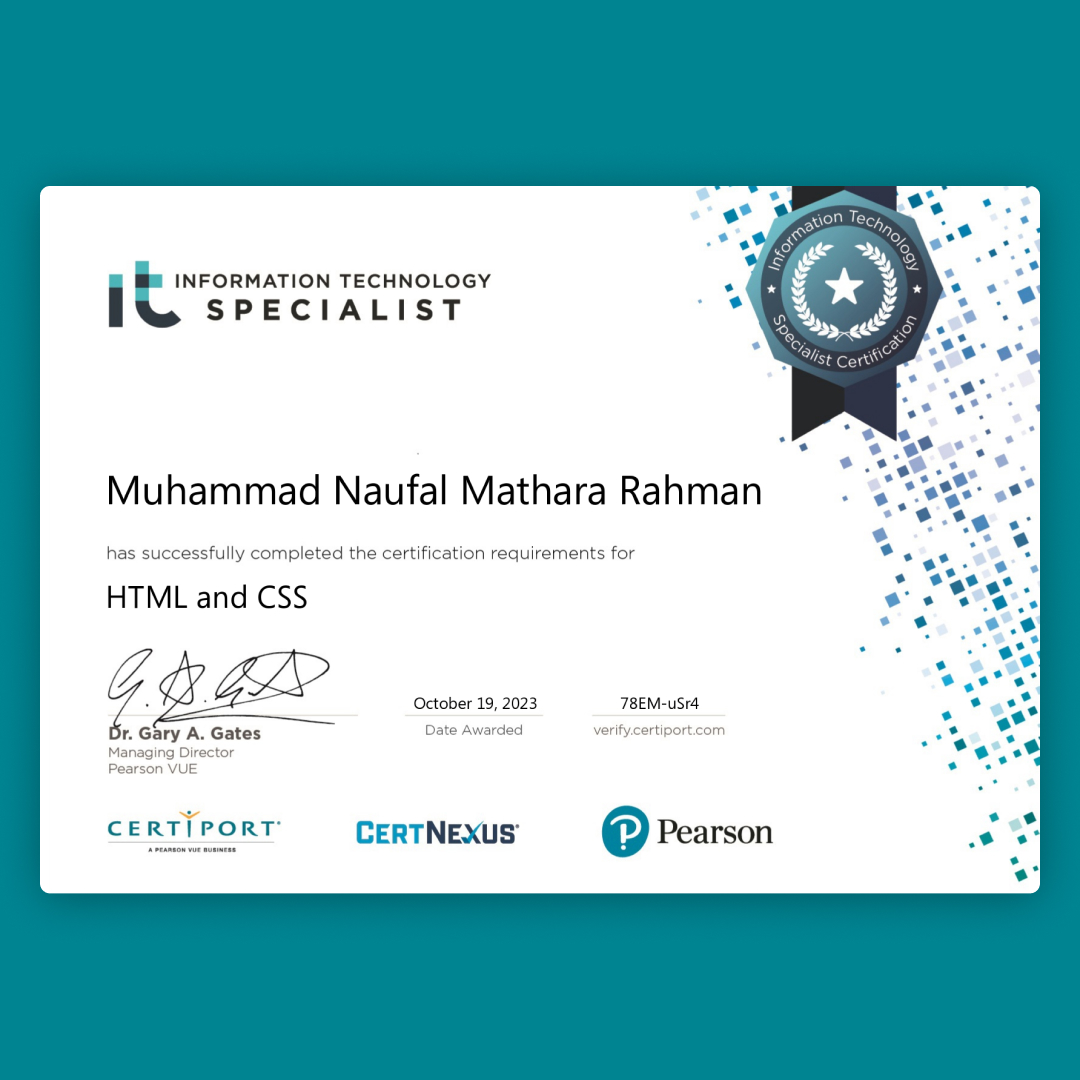 Information Technology
Specialist Certification
it INFORMATION TECHNOLOGY
SPECIALIST
Muhammad Naufal Mathara Rahman
has successfully completed the certification requirements for
HTML and CSS
Dr. Gary A. Gates
Managing Director
Pearson VUE
October 19, 2023
Date Awarded
78EM-uSr4
verify.certiport.com
CERTIPORT®
A PEARSON VUE BUSINESS
CERTNEXUS®
P Pearson